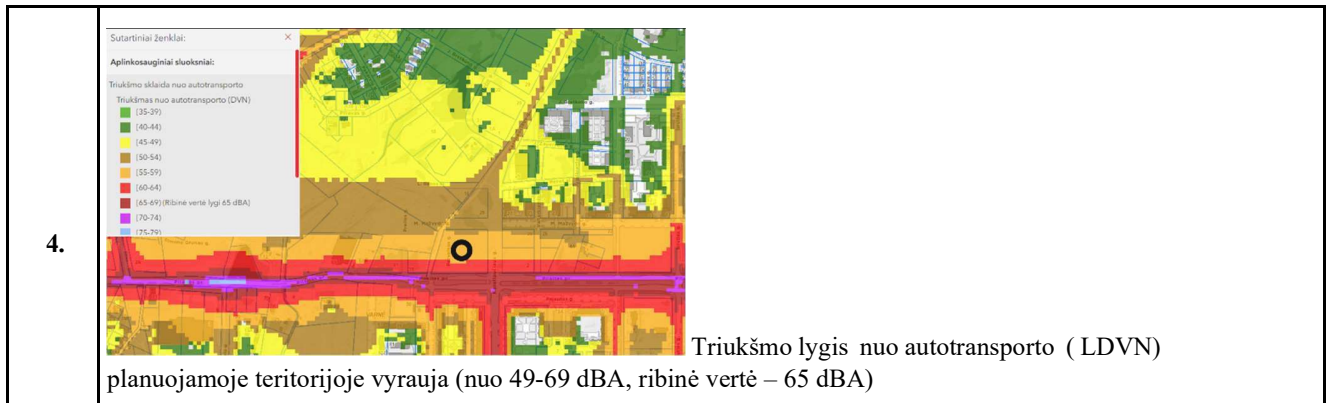 4.
Sutartiniai ženklai: ×
Aplinkosauginiai sluoksniai:
Triukšmo sklaida nuo autotransporto
Triukšmas nuo autotransporto (DVN)
[35-39)
[40-44)
[45-49)
[50-54)
[55-59)
[60-64)
[65-69)(Ribinė vertė lygi 65 dBA)
[70-74)
[75-79)
Triukšmo lygis nuo autotransporto ( LDVN)
planuojamoje teritorijoje vyrauja (nuo 49-69 dBA, ribinė vertė – 65 dBA)